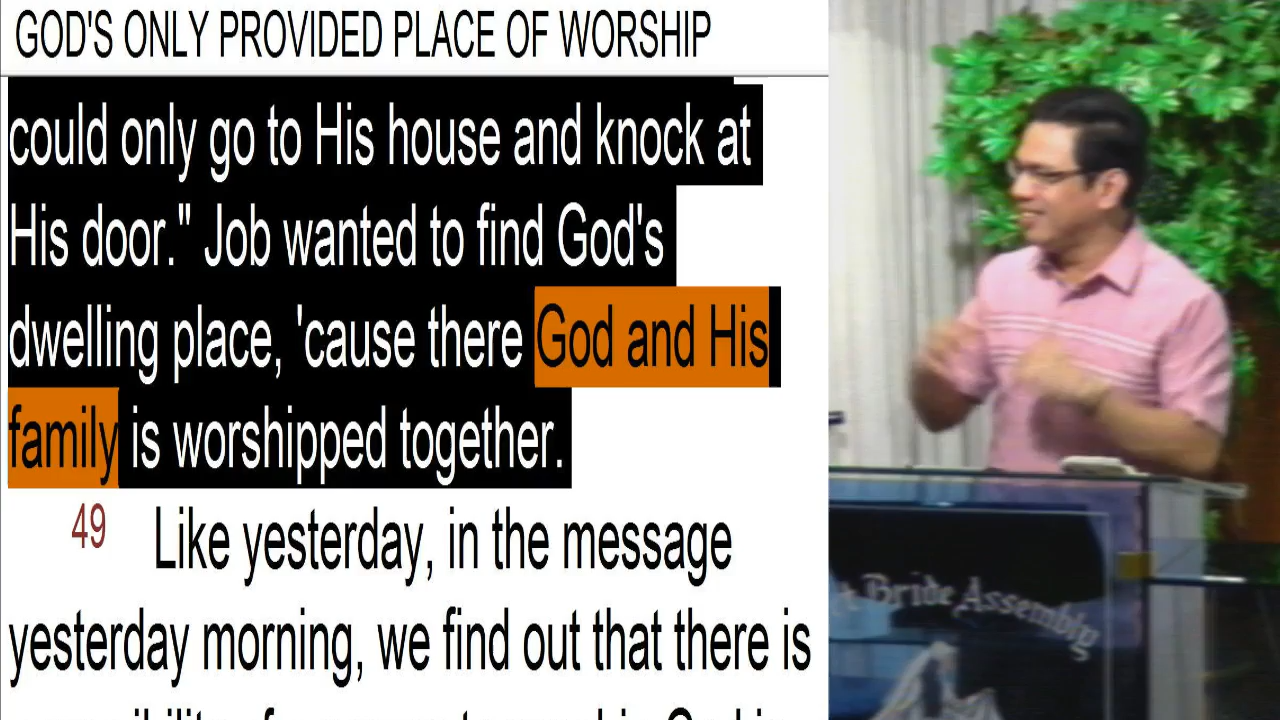 GOD'S ONLY PROVIDED PLACE OF WORSHIP
could only go to His house and knock at
His door." Job wanted to find God's
dwelling place, 'cause there God and His
family is worshipped together.
49 Like yesterday, in the message
yesterday morning, we find out that there is
Bride Assembly